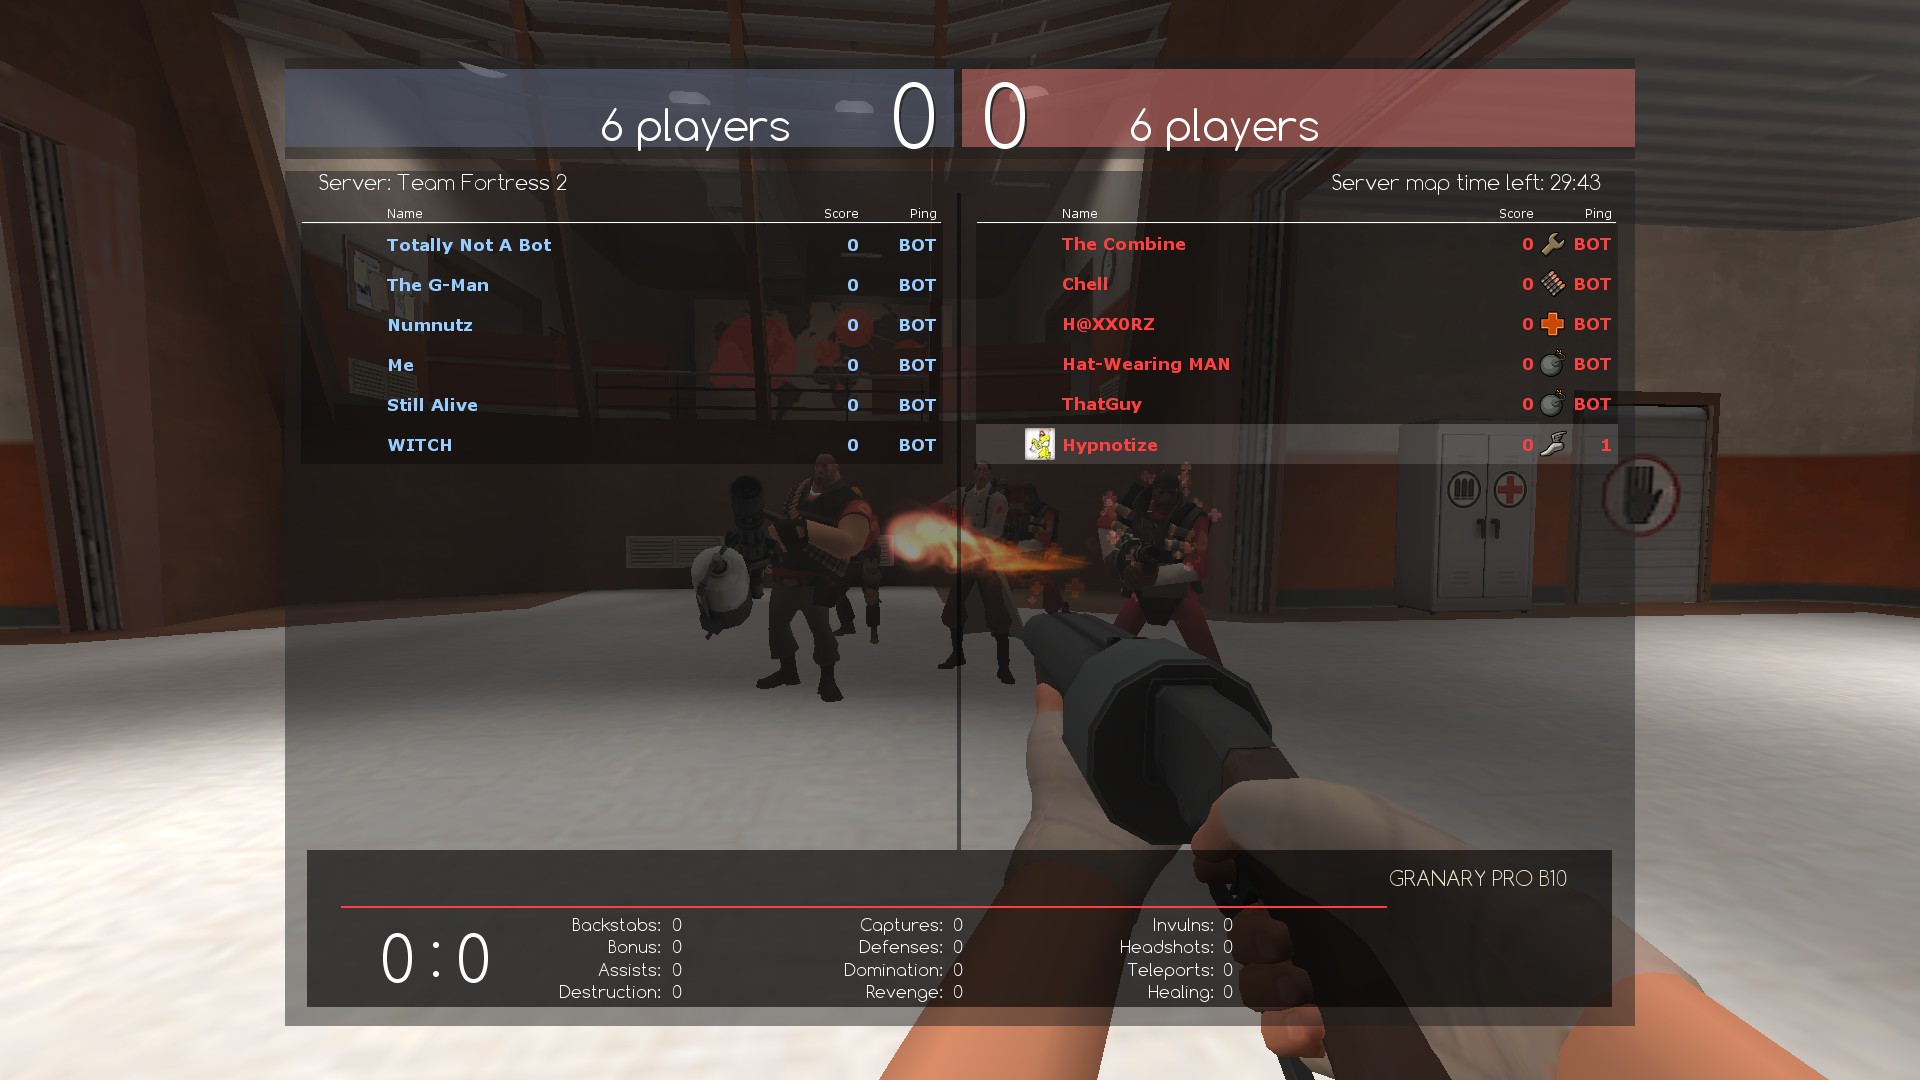 6 players 0 0 6 players
Server: Team Fortress 2
Server map time left: 29:43
Name Score Ping
Totally Not A Bot 0 BOT
The G-Man 0 BOT
Numnutz 0 BOT
Me 0 BOT
Still Alive 0 BOT
WITCH 0 BOT
Name Score Ping
The Combine 0 BOT
Chell 0 BOT
H@XX0RZ 0 BOT
Hat-Wearing MAN 0 BOT
ThatGuy 0 BOT
Hypnotize 0 1
GRANARY PRO B10
0 : 0
Backstabs: 0
Bonus: 0
Assists: 0
Destruction: 0
Captures: 0
Defenses: 0
Domination: 0
Revenge: 0
Invulns: 0
Headshots: 0
Teleports: 0
Healing: 0